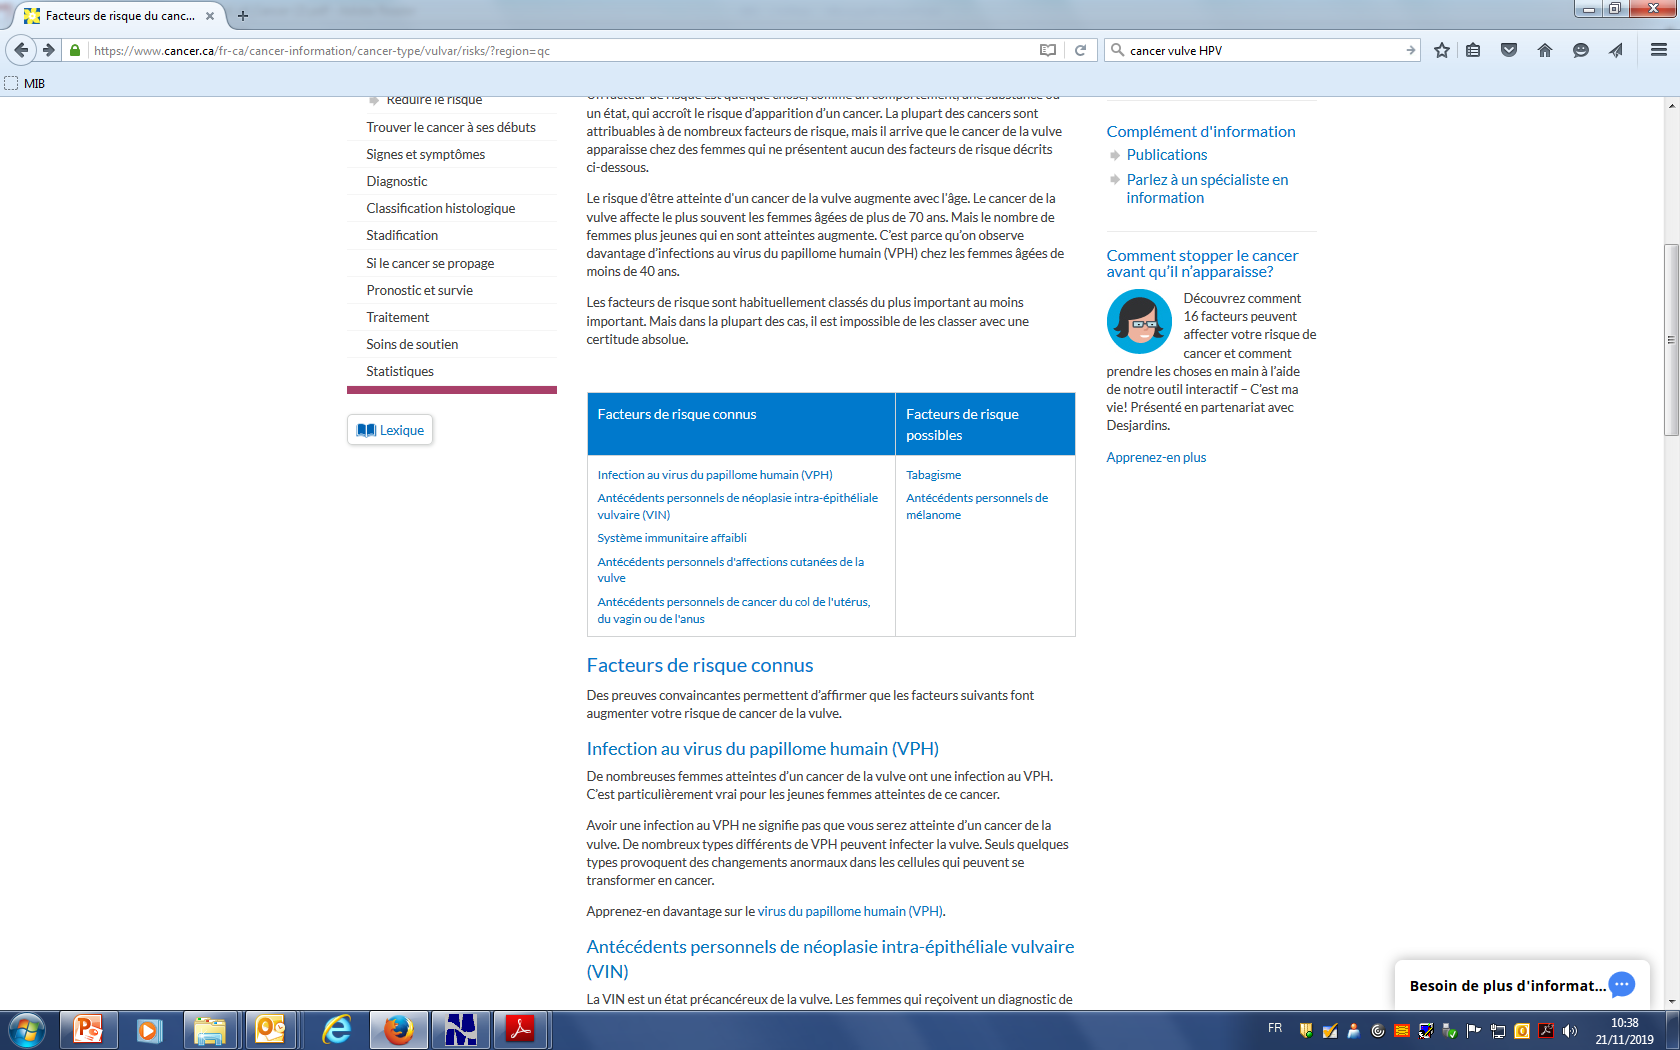 Facteurs de risque du canc...
https://www.cancer.ca/fr-ca/cancer-information/cancer-type/vulvar/risks/?region=qc
cancer vulve HPV
MIB
Réduire le risque
Trouver le cancer à ses débuts
Signes et symptômes
Diagnostic
Classification histologique
Stadification
Si le cancer se propage
Pronostic et survie
Traitement
Soins de soutien
Statistiques
Lexique
Un facteur de risque est quelque chose, comme un comportement, une substance ou
un état, qui accroît le risque d'apparition d'un cancer. La plupart des cancers sont
attribuables à de nombreux facteurs de risque, mais il arrive que le cancer de la vulve
apparaisse chez des femmes qui ne présentent aucun des facteurs de risque décrits
ci-dessous.
Le risque d'être atteinte d'un cancer de la vulve augmente avec l'âge. Le cancer de la
vulve affecte le plus souvent les femmes âgées de plus de 70 ans. Mais le nombre de
femmes plus jeunes qui en sont atteintes augmente. C'est parce qu'on observe
davantage d'infections au virus du papillome humain (VPH) chez les femmes âgées de
moins de 40 ans.
Les facteurs de risque sont habituellement classés du plus important au moins
important. Mais dans la plupart des cas, il est impossible de les classer avec une
certitude absolue.
Facteurs de risque connus
Infection au virus du papillome humain (VPH)
Antécédents personnels de néoplasie intra-épithéliale
vulvaire (VIN)
Système immunitaire affaibli
Antécédents personnels d'affections cutanées de la
vulve
Antécédents personnels de cancer du col de l'utérus,
du vagin ou de l'anus
Facteurs de risque
possibles
Tabagisme
Antécédents personnels de
mélanome
Facteurs de risque connus
Des preuves convaincantes permettent d'affirmer que les facteurs suivants font
augmenter votre risque de cancer de la vulve.
Infection au virus du papillome humain (VPH)
De nombreuses femmes atteintes d'un cancer de la vulve ont une infection au VPH.
C'est particulièrement vrai pour les jeunes femmes atteintes de ce cancer.
Avoir une infection au VPH ne signifie pas que vous serez atteinte d'un cancer de la
vulve. De nombreux types différents de VPH peuvent infecter la vulve. Seuls quelques
types provoquent des changements anormaux dans les cellules qui peuvent se
transformer en cancer.
Apprenez-en davantage sur le virus du papillome humain (VPH).
Antécédents personnels de néoplasie intra-épithéliale vulvaire
(VIN)
La VIN est un état précancéreux de la vulve. Les femmes qui reçoivent un diagnostic de
Complément d'information
Publications
Parlez à un spécialiste en
information
Comment stopper le cancer
avant qu'il n'apparaisse?
Découvrez comment
16 facteurs peuvent
affecter votre risque de
cancer et comment
prendre les choses en main à l'aide
de notre outil interactif – C'est ma
vie! Présenté en partenariat avec
Desjardins.
Apprenez-en plus
Besoin de plus d'informat...
FR
10:38
21/11/2019